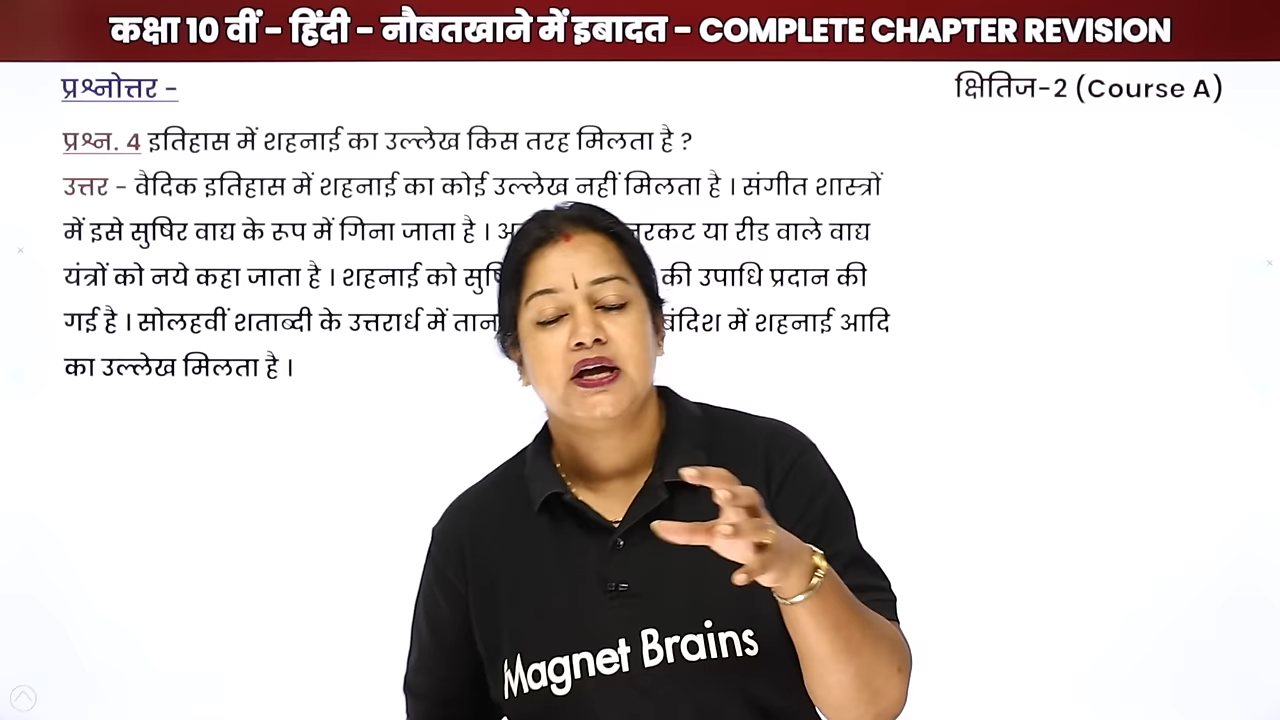 कक्षा 10 वीं - हिंदी - नौबतखाने में इबादत - COMPLETE CHAPTER REVISION
प्रश्नोत्तर -
क्षितिज-2 (Course A)
प्रश्न. 4 इतिहास में शहनाई का उल्लेख किस तरह मिलता है ?
उत्तर - वैदिक इतिहास में शहनाई का कोई उल्लेख नहीं मिलता है । संगीत शास्त्रों
में इसे सुषिर वाद्य के रूप में गिना जाता है । या रीड वाले वाद्य
यंत्रों को नये कहा जाता है । शहनाई को की उपाधि प्रदान की
गई है । सोलहवीं शताब्दी के उत्तरार्ध में बंदिश में शहनाई आदि
का उल्लेख मिलता है ।
Magnet Brains